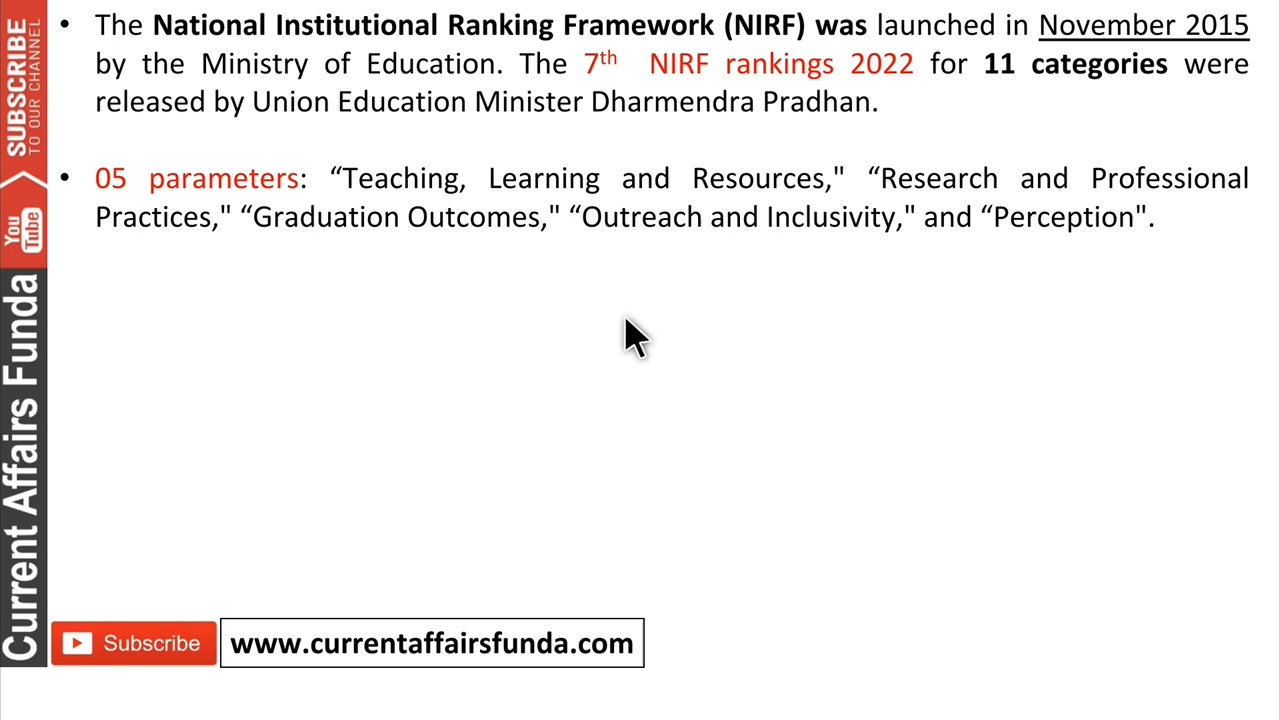 • The National Institutional Ranking Framework (NIRF) was launched in November 2015
by the Ministry of Education. The 7th NIRF rankings 2022 for 11 categories were
released by Union Education Minister Dharmendra Pradhan.
• 05 parameters: “Teaching, Learning and Resources," “Research and Professional
Practices," “Graduation Outcomes," “Outreach and Inclusivity," and “Perception".
SUBSCRIBE
TO OUR CHANNEL
You
Tube
Current Affairs Funda
Subscribe
www.currentaffairsfunda.com